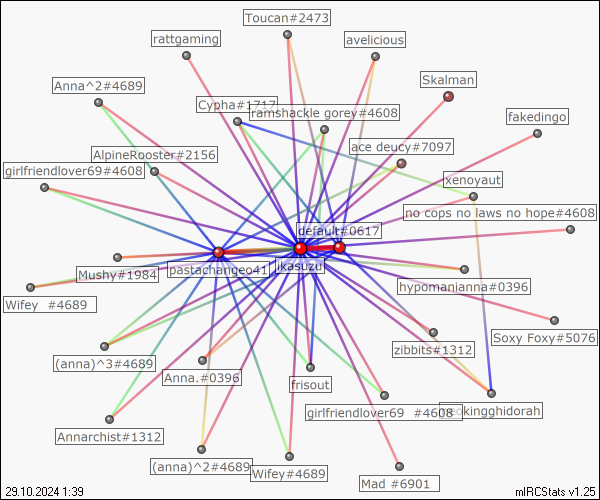 Toucan#2473
rattgaming
avelicious
Skalman
Anna^2#4689
Cypha#1717
ramshackle gorey#4608
fakedingo
ace deucy#7097
AlpineRooster#2156
girlfriendlover69#4608
xenoyaut
no cops no laws no hope#4608
default#0617
pastachangeo41
ikasuzu
Mushy#1984
hypomanianna#0396
Wifey  #4689
Soxy Foxy#5076
zibbits#1312
(anna)^3#4689
Anna.#0396
frisout
girlfriendlover69  #4608
eokingghidorah
Annarchist#1312
(anna)^2#4689
Wifey#4689
Mad #6901
29.10.2024 1:39
mIRCStats v1.25